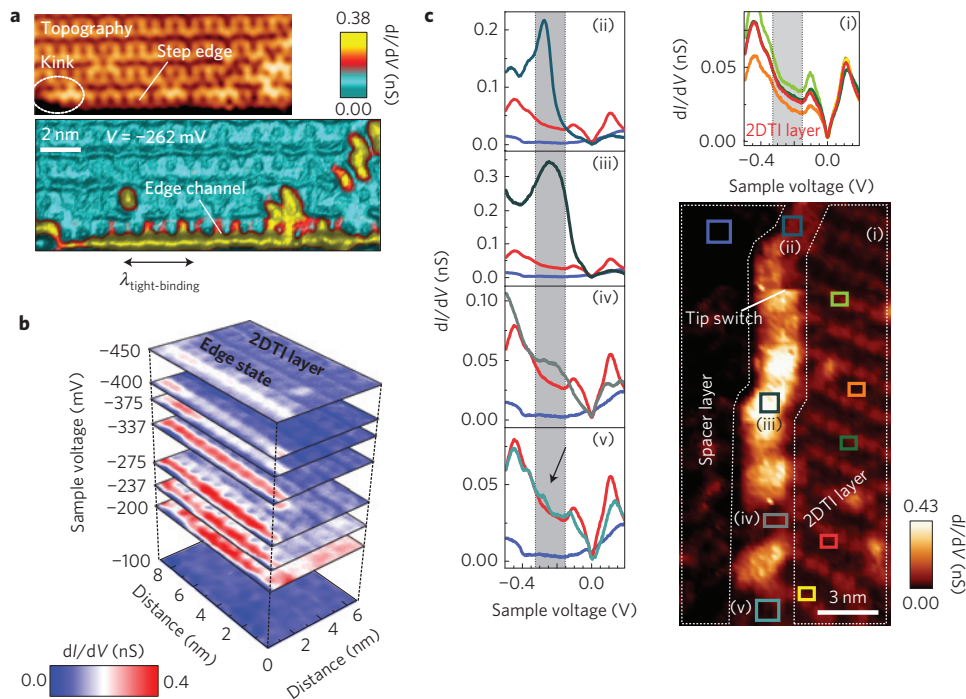 a
Topography
Kink
Step edge
0.38
0.00
dI/dV (nS)
2 nm
V = −262 mV
Edge channel
λtight-binding
b
Sample voltage (mV)
−450
−400
−375
−337
−275
−237
−200
−100
2DTI layer
Edge state
8
6
4
2
0
Distance (nm)
0
2
4
6
Distance (nm)
dI/dV (nS)
0.0
0.4
c
dI/dV (nS)
(ii)
0.2
0.1
0.0
(iii)
0.3
0.2
0.1
0.0
(iv)
0.10
0.05
0.00
(v)
0.05
0.00
−0.4
0.0
Sample voltage (V)
(i)
dI/dV (nS)
0.05
0.00
2DTI layer
−0.4
0.0
Sample voltage (V)
(i)
(ii)
Tip switch
Spacer layer
(iii)
2DTI layer
(iv)
(v)
3 nm
0.43
0.00
dI/dV (nS)